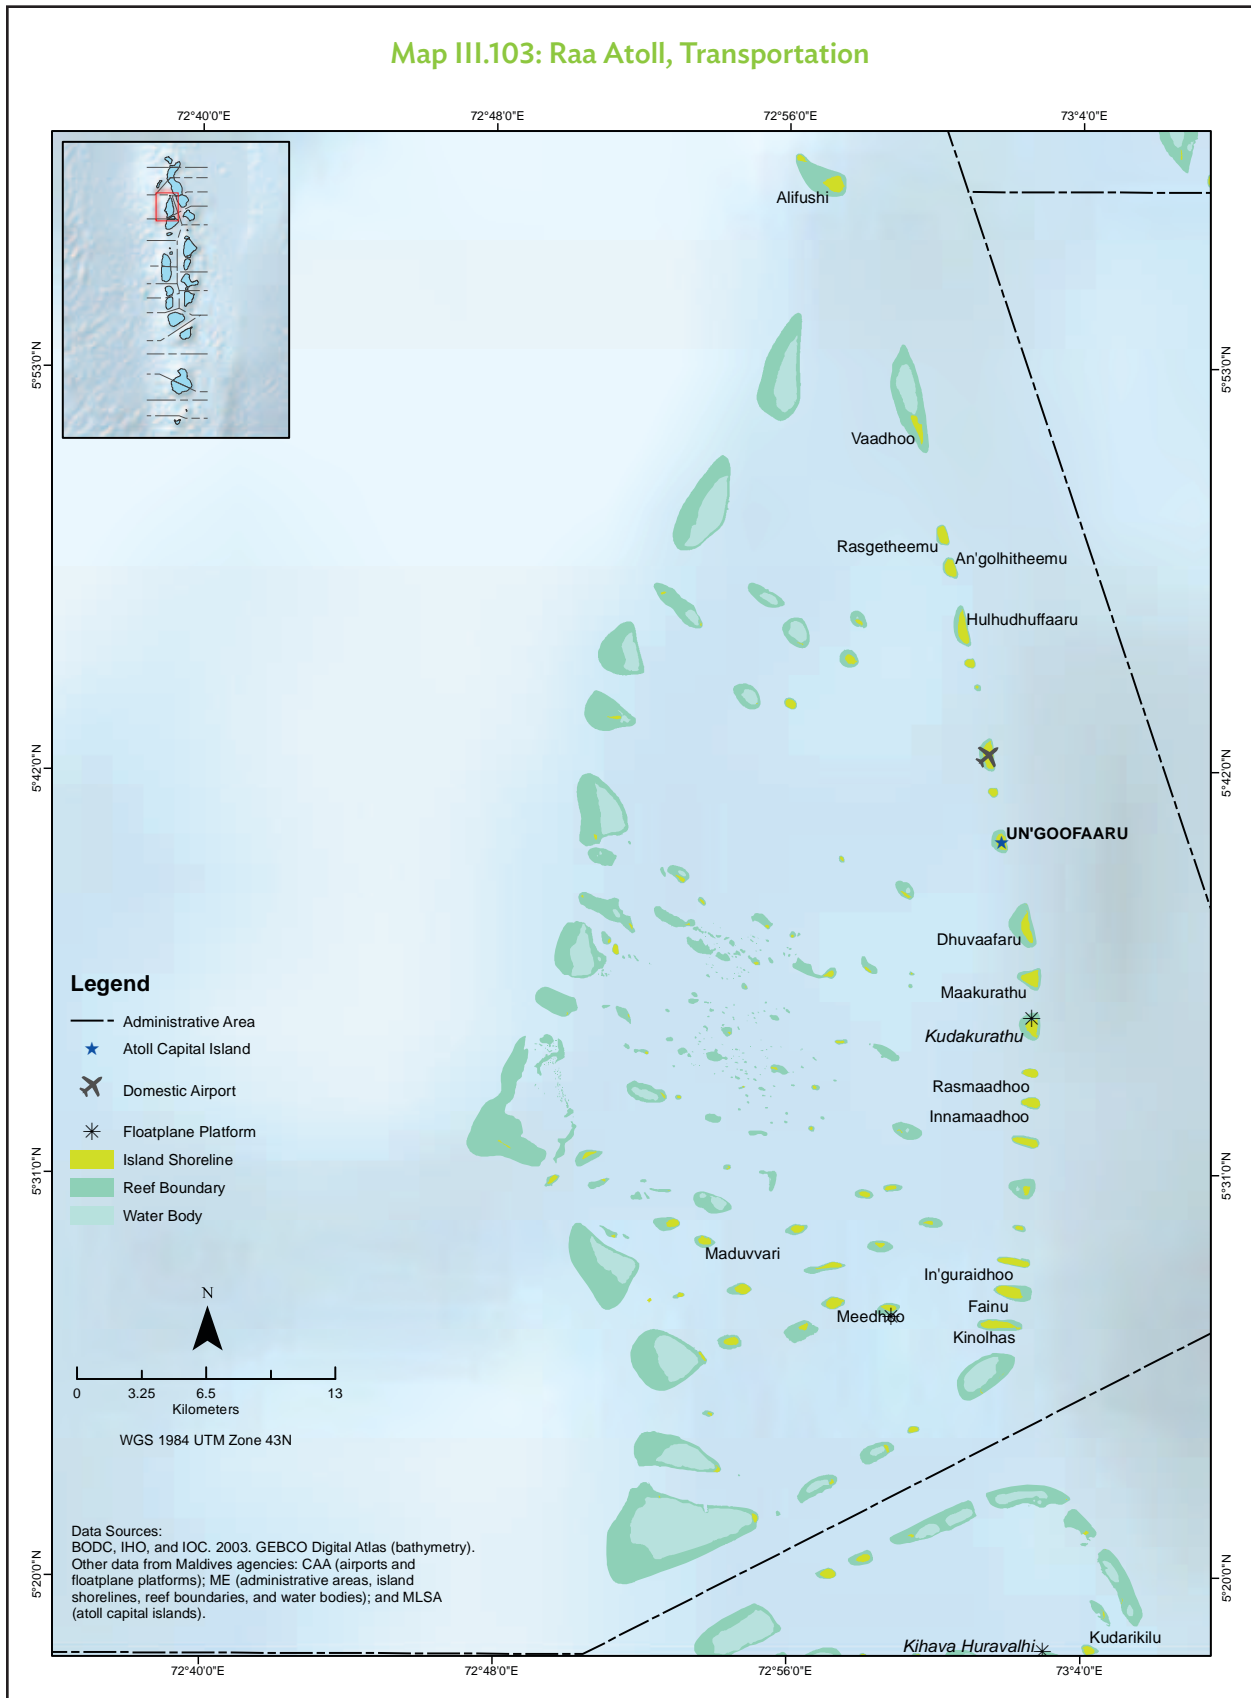 Map III.103: Raa Atoll, Transportation
72°40'0"E
72°48'0"E
72°56'0"E
73°4'0"E
Alifushi
5°53'0"N
5°53'0"N
Vaadhoo
Rasgetheemu
An'golhitheemu
Hulhudhuffaaru
5°42'0"N
5°42'0"N
UN'GOOFAARU
Dhuvaafaru
Maakurathu
Kudakurathu
Rasmaadhoo
Innamaadhoo
Legend
Administrative Area
Atoll Capital Island
Domestic Airport
Floatplane Platform
Island Shoreline
Reef Boundary
Water Body
5°31'0"N
5°31'0"N
Maduvvari
In'guraidhoo
Fainu
Meedhoo
Kinolhas
N
0
3.25
6.5
13
Kilometers
WGS 1984 UTM Zone 43N
Data Sources:
BODC, IHO, and IOC. 2003. GEBCO Digital Atlas (bathymetry).
Other data from Maldives agencies: CAA (airports and
floatplane platforms); ME (administrative areas, island
shorelines, reef boundaries, and water bodies); and MLSA
(atoll capital islands).
5°20'0"N
5°20'0"N
Kihava Huravalhi
Kudarikilu
72°40'0"E
72°48'0"E
72°56'0"E
73°4'0"E